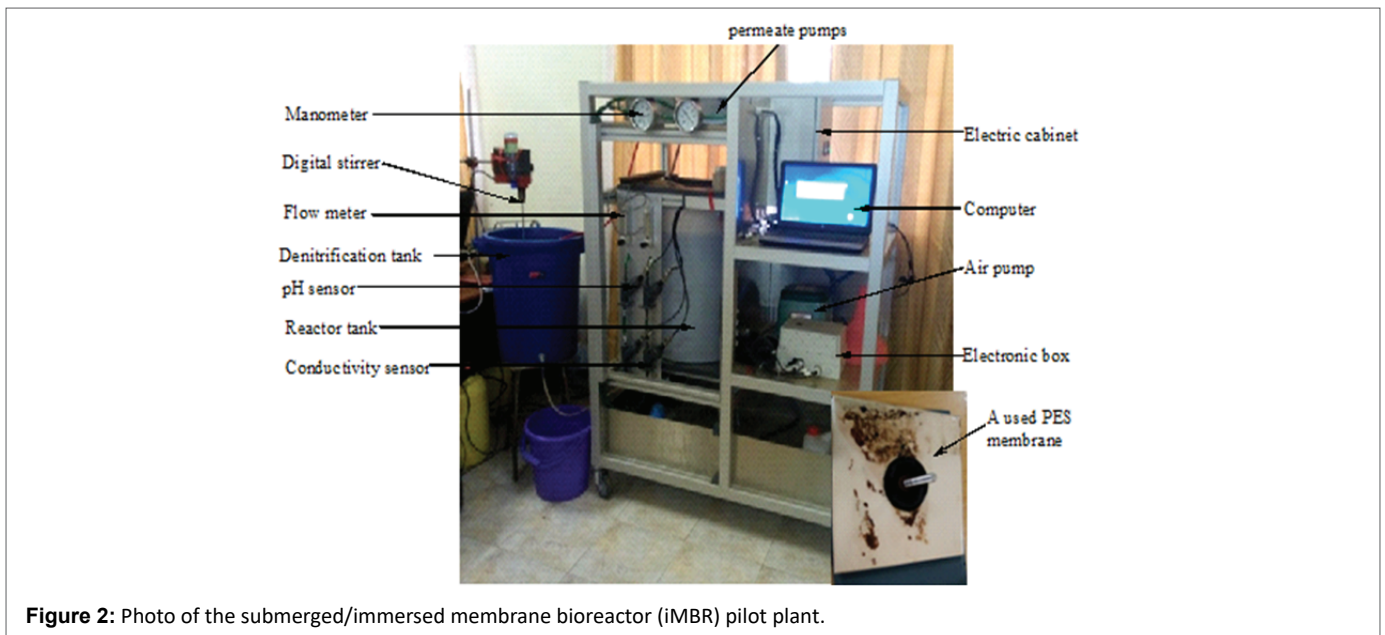 permeate pumps
Manometer
Electric cabinet
Digital stirrer
Computer
Flow meter
Denitrification tank
Air pump
pH sensor
Reactor tank
Electronic box
Conductivity sensor
A used PES
membrane
Figure 2: Photo of the submerged/immersed membrane bioreactor (iMBR) pilot plant.